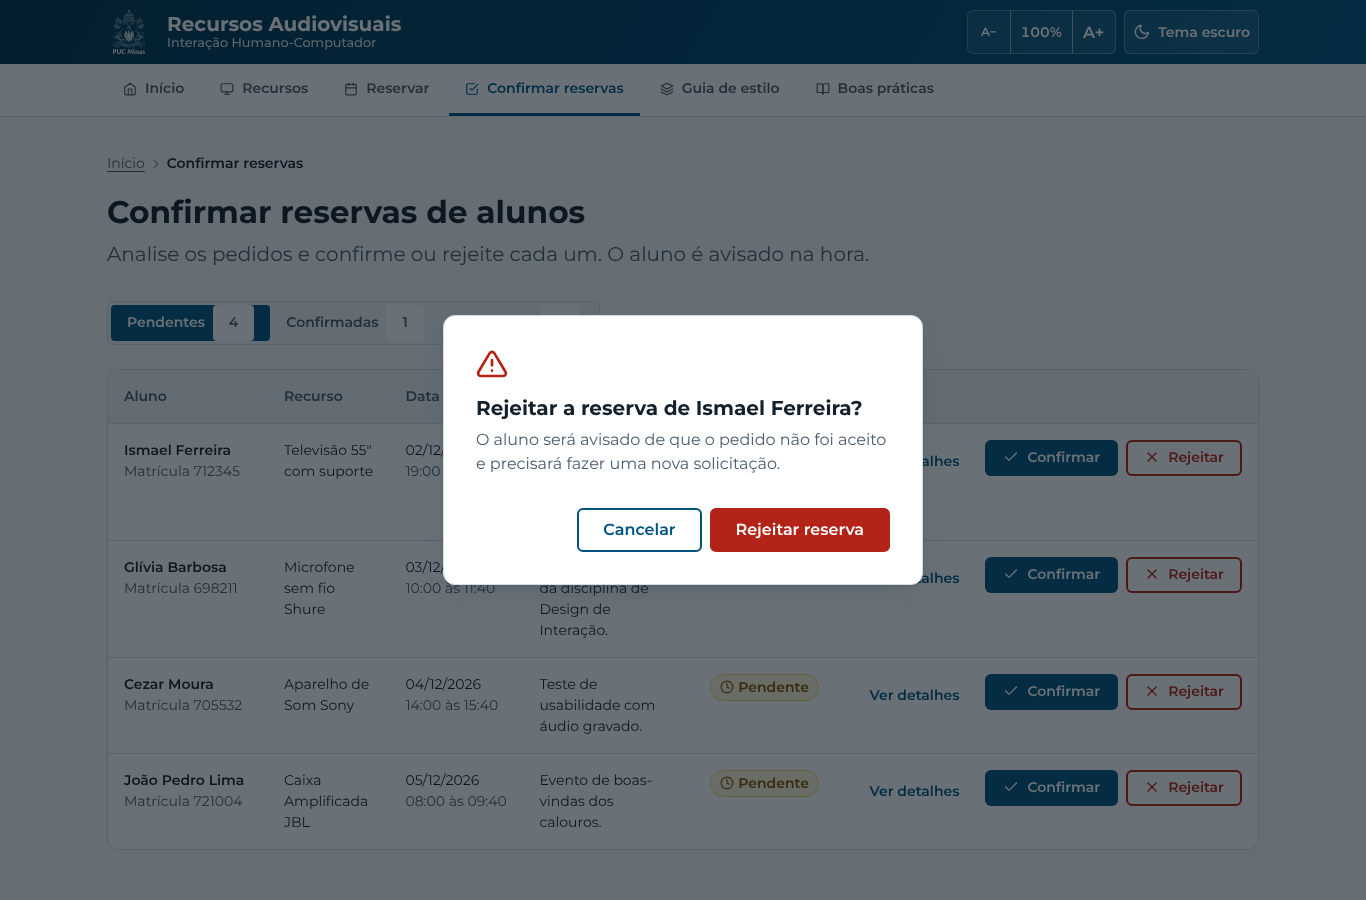 PUC Minas
Recursos Audiovisuais
Interação Humano-Computador
A−
100%
A+
Tema escuro
Início
Recursos
Reservar
Confirmar reservas
Guia de estilo
Boas práticas
Início > Confirmar reservas
Confirmar reservas de alunos
Analise os pedidos e confirme ou rejeite cada um. O aluno é avisado na hora.
Pendentes 4
Confirmadas 1
Rejeitar a reserva de Ismael Ferreira?
O aluno será avisado de que o pedido não foi aceito
e precisará fazer uma nova solicitação.
Cancelar
Rejeitar reserva
Aluno
Recurso
Data
Ismael Ferreira
Matrícula 712345
Televisão 55"
com suporte
02/12/
19:00
alhes
Confirmar
Rejeitar
Glívia Barbosa
Matrícula 698211
Microfone
sem fio
Shure
03/12/
10:00 às 11:40
da disciplina de
Design de
Interação.
alhes
Confirmar
Rejeitar
Cezar Moura
Matrícula 705532
Aparelho de
Som Sony
04/12/2026
14:00 às 15:40
Teste de
usabilidade com
áudio gravado.
Pendente
Ver detalhes
Confirmar
Rejeitar
João Pedro Lima
Matrícula 721004
Caixa
Amplificada
JBL
05/12/2026
08:00 às 09:40
Evento de boas-
vindas dos
calouros.
Pendente
Ver detalhes
Confirmar
Rejeitar